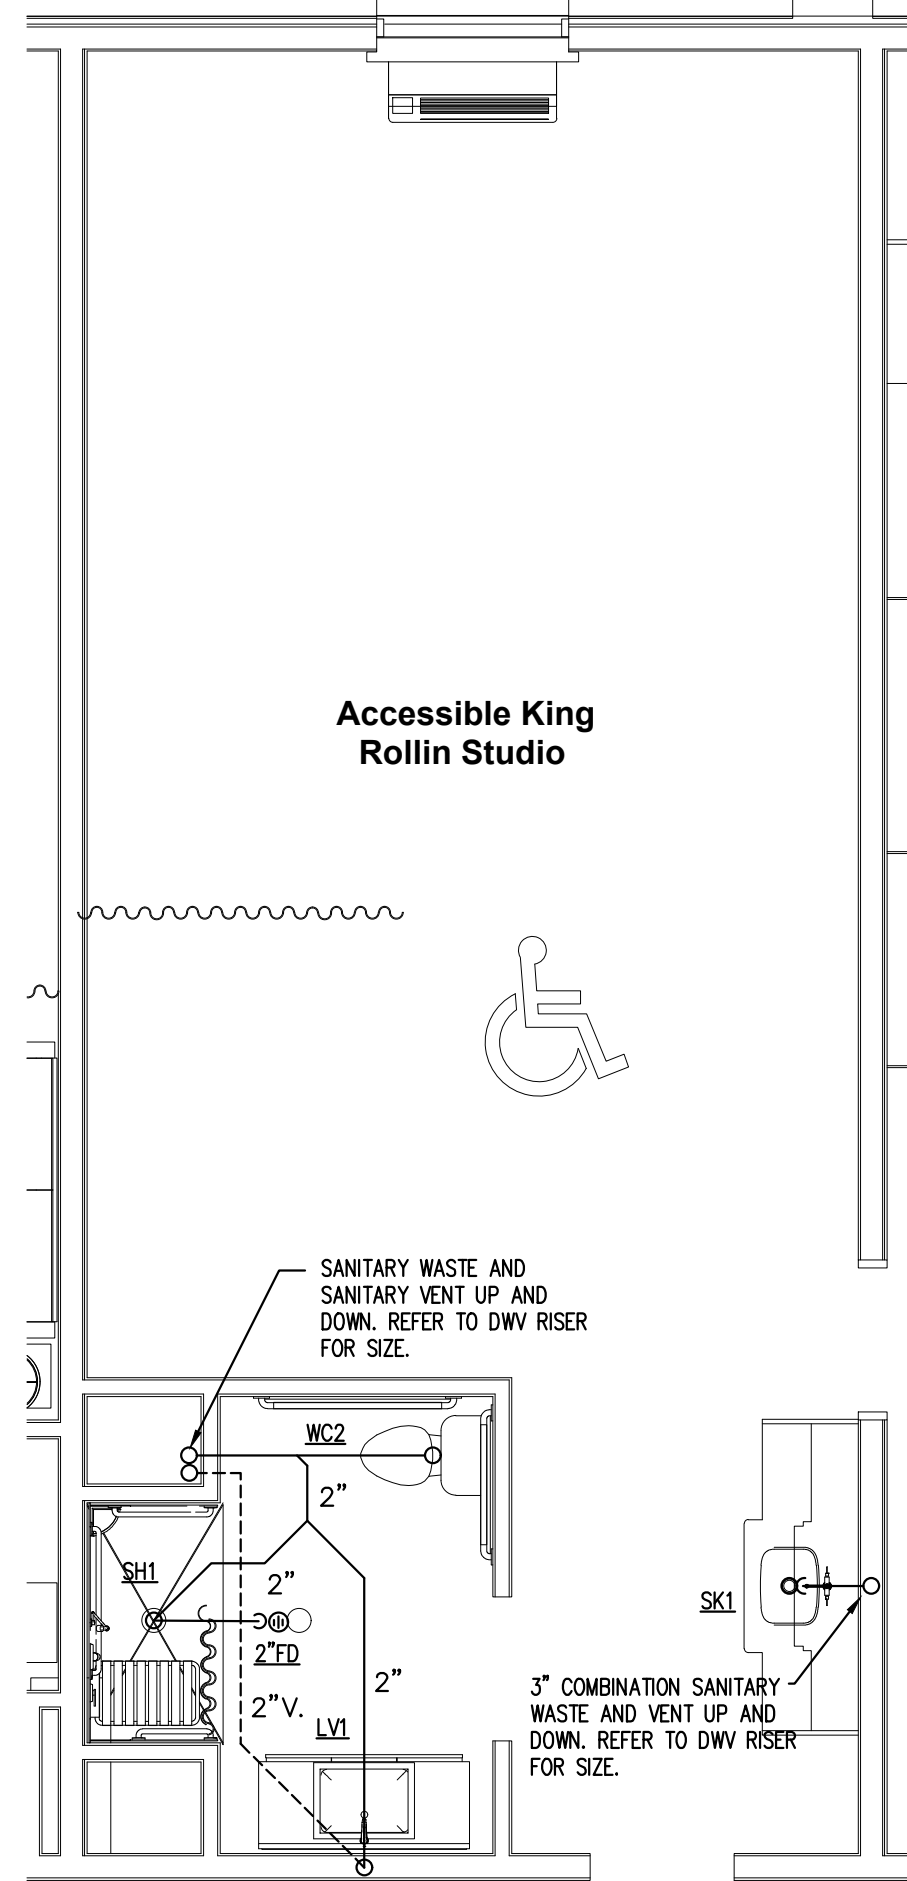 Accessible King
Rollin Studio
SANITARY WASTE AND
SANITARY VENT UP AND
DOWN. REFER TO DWV RISER
FOR SIZE.
WC2
2"
SH1
2"
2"FD
2"
2"V.
LV1
SK1
3" COMBINATION SANITARY
WASTE AND VENT UP AND
DOWN. REFER TO DWV RISER
FOR SIZE.